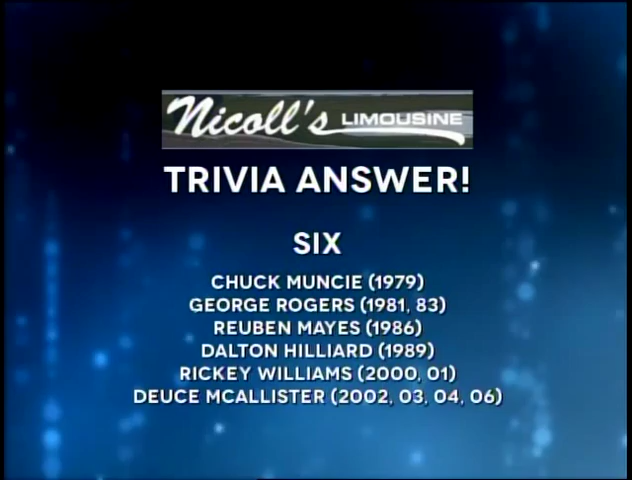 Nicoll's LIMOUSINE
TRIVIA ANSWER!
SIX
CHUCK MUNCIE (1979)
GEORGE ROGERS (1981, 83)
REUBEN MAYES (1986)
DALTON HILLIARD (1989)
RICKEY WILLIAMS (2000, 01)
DEUCE MCALLISTER (2002, 03, 04, 06)